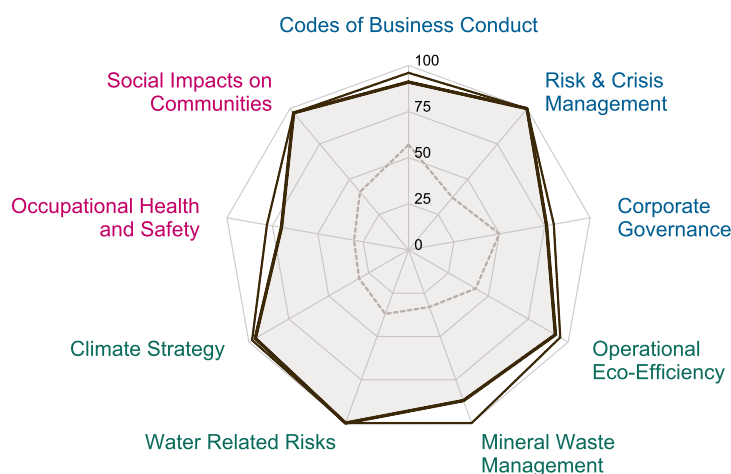 Codes of Business Conduct
100
Social Impacts on
Communities
Risk & Crisis
Management
75
50
25
0
Occupational Health
and Safety
Corporate
Governance
Climate Strategy
Operational
Eco-Efficiency
Water Related Risks
Mineral Waste
Management